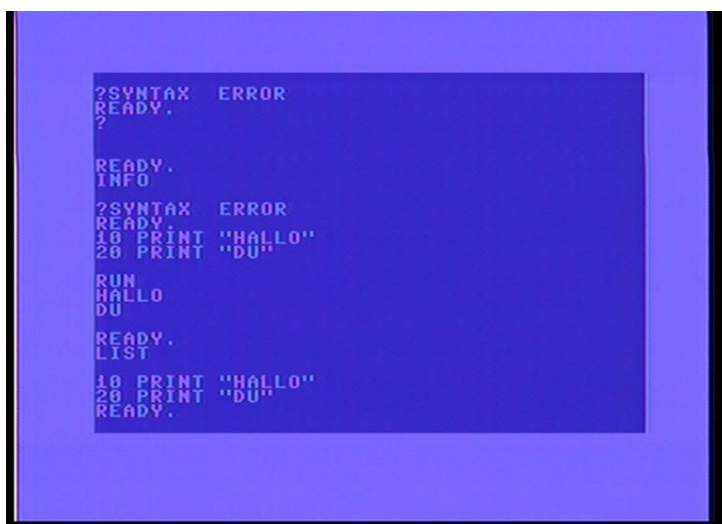 ?SYNTAX  ERROR
READY.
?
READY.
INFO
?SYNTAX  ERROR
READY.
10 PRINT "HALLO"
20 PRINT "DU"
RUN
HALLO
DU
READY.
LIST
10 PRINT "HALLO"
20 PRINT "DU"
READY.